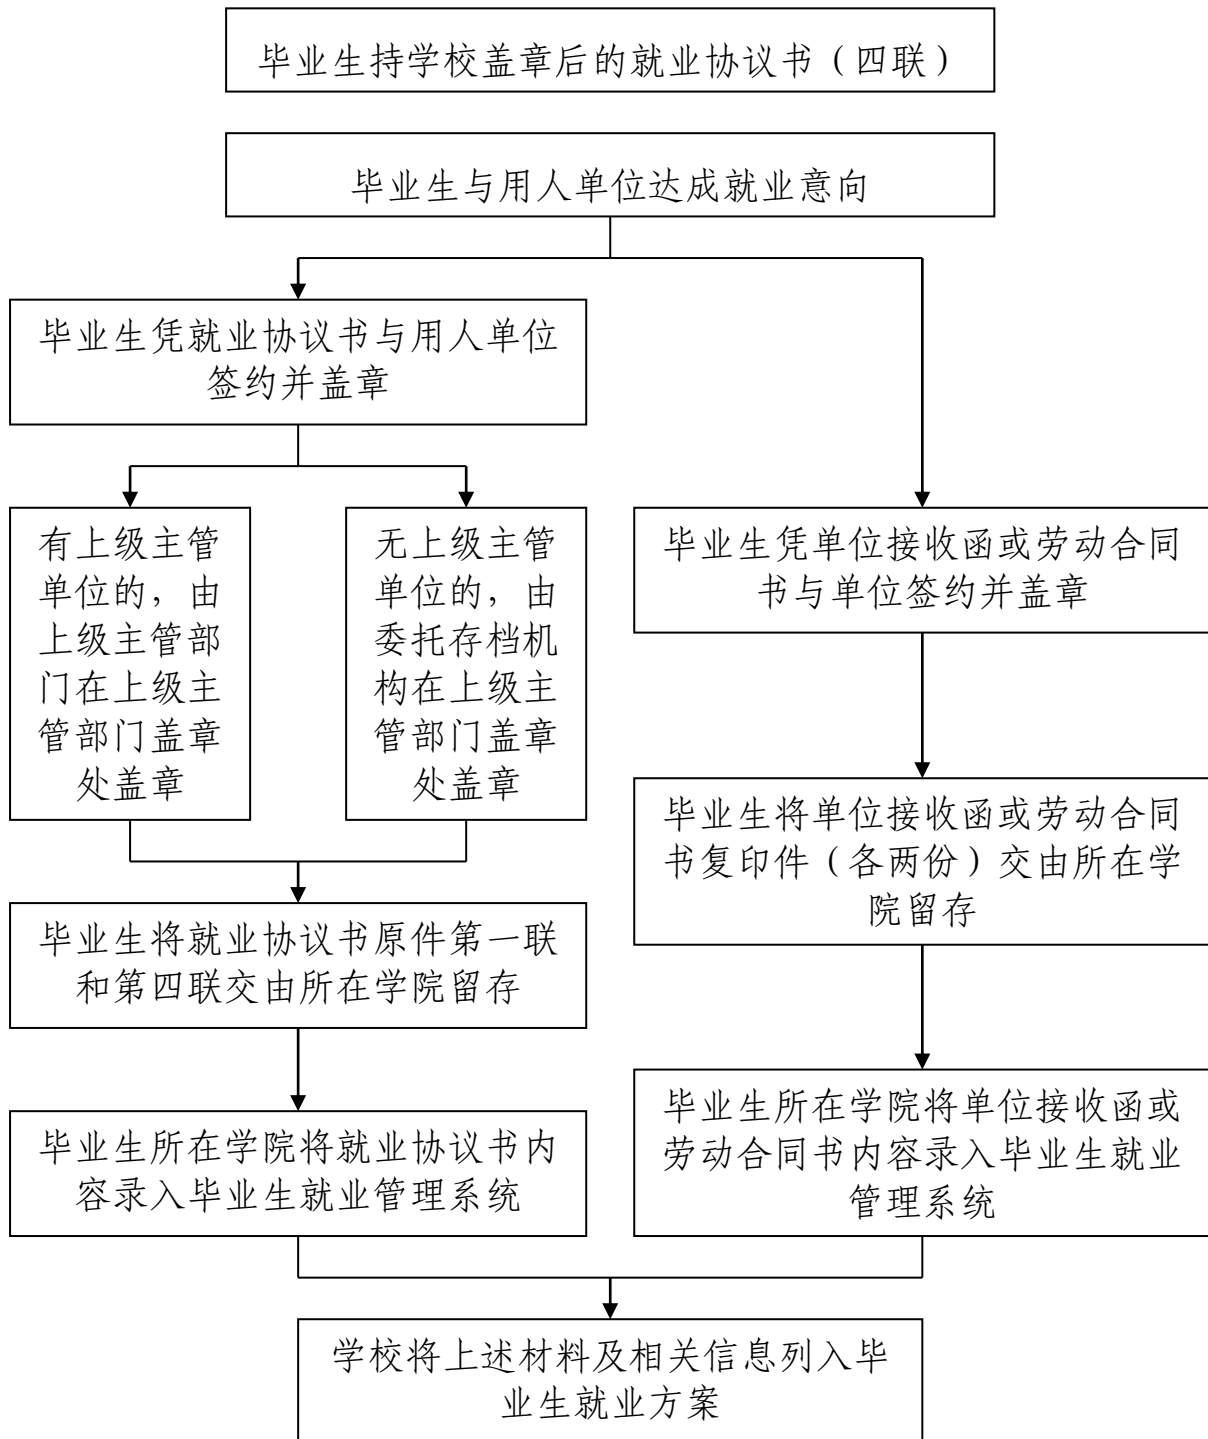 毕业生持学校盖章后的就业协议书（四联）
毕业生与用人单位达成就业意向
毕业生凭就业协议书与用人单位
签约并盖章
有上级主管
单位的，由
上级主管部
门在上级主
管部门盖章
处盖章
无上级主管
单位的，由
委托存档机
构在上级主
管部门盖章
处盖章
毕业生凭单位接收函或劳动合同
书与单位签约并盖章
毕业生将单位接收函或劳动合同
书复印件（各两份）交由所在学
院留存
毕业生将就业协议书原件第一联
和第四联交由所在学院留存
毕业生所在学院将就业协议书内
容录入毕业生就业管理系统
毕业生所在学院将单位接收函或
劳动合同书内容录入毕业生就业
管理系统
学校将上述材料及相关信息列入毕
业生就业方案